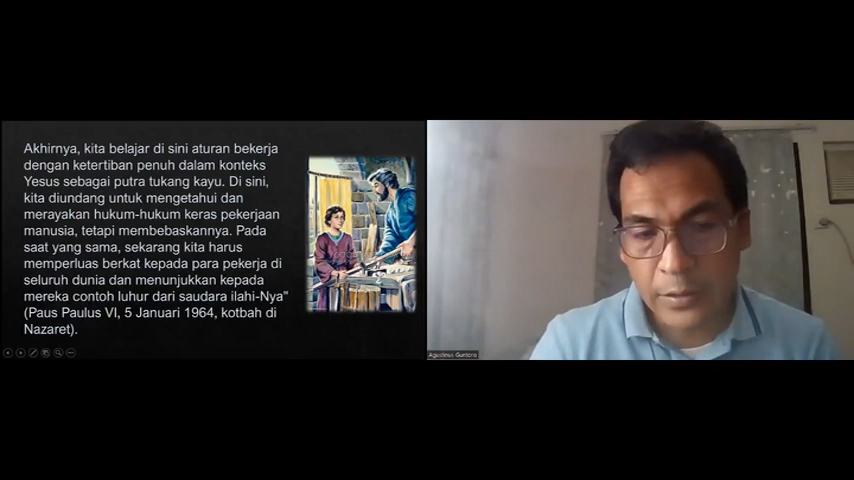 Akhirnya, kita belajar di sini aturan bekerja
dengan ketertiban penuh dalam konteks
Yesus sebagai putra tukang kayu. Di sini,
kita diundang untuk mengetahui dan
merayakan hukum-hukum keras pekerjaan
manusia, tetapi membebaskannya. Pada
saat yang sama, sekarang kita harus
memperluas berkat kepada para pekerja di
seluruh dunia dan menunjukkan kepada
mereka contoh luhur dari saudara ilahi-Nya"
(Paus Paulus VI, 5 Januari 1964, kotbah di
Nazaret).